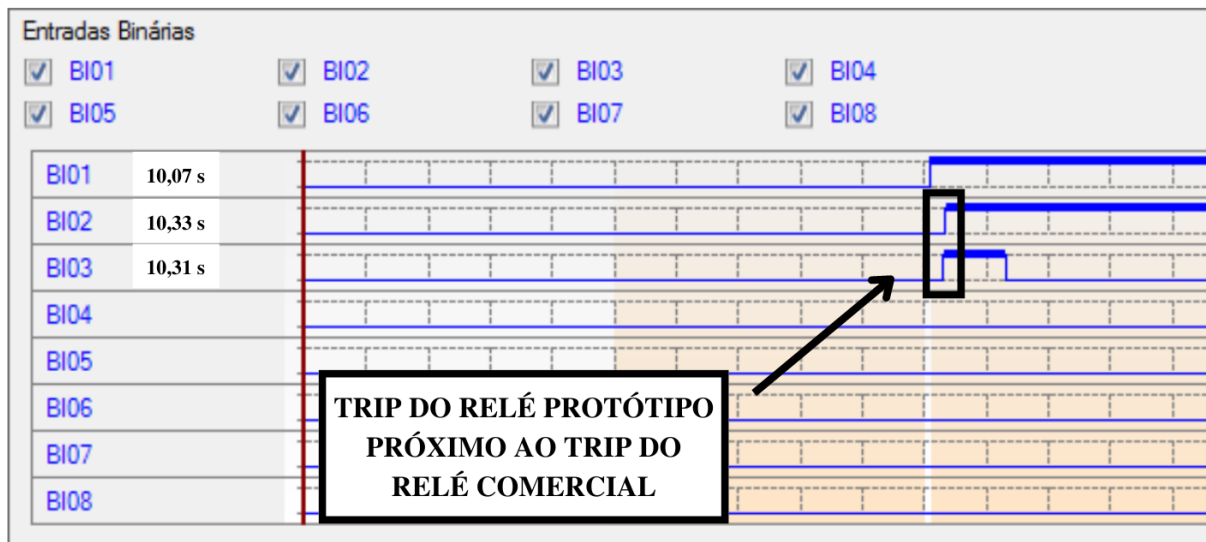 Entradas Binárias
BI01 BI02 BI03 BI04
BI05 BI06 BI07 BI08
BI01 10,07 s
BI02 10,33 s
BI03 10,31 s
BI04
BI05
BI06
BI07
BI08
TRIP DO RELÉ PROTÓTIPO
PRÓXIMO AO TRIP DO
RELÉ COMERCIAL